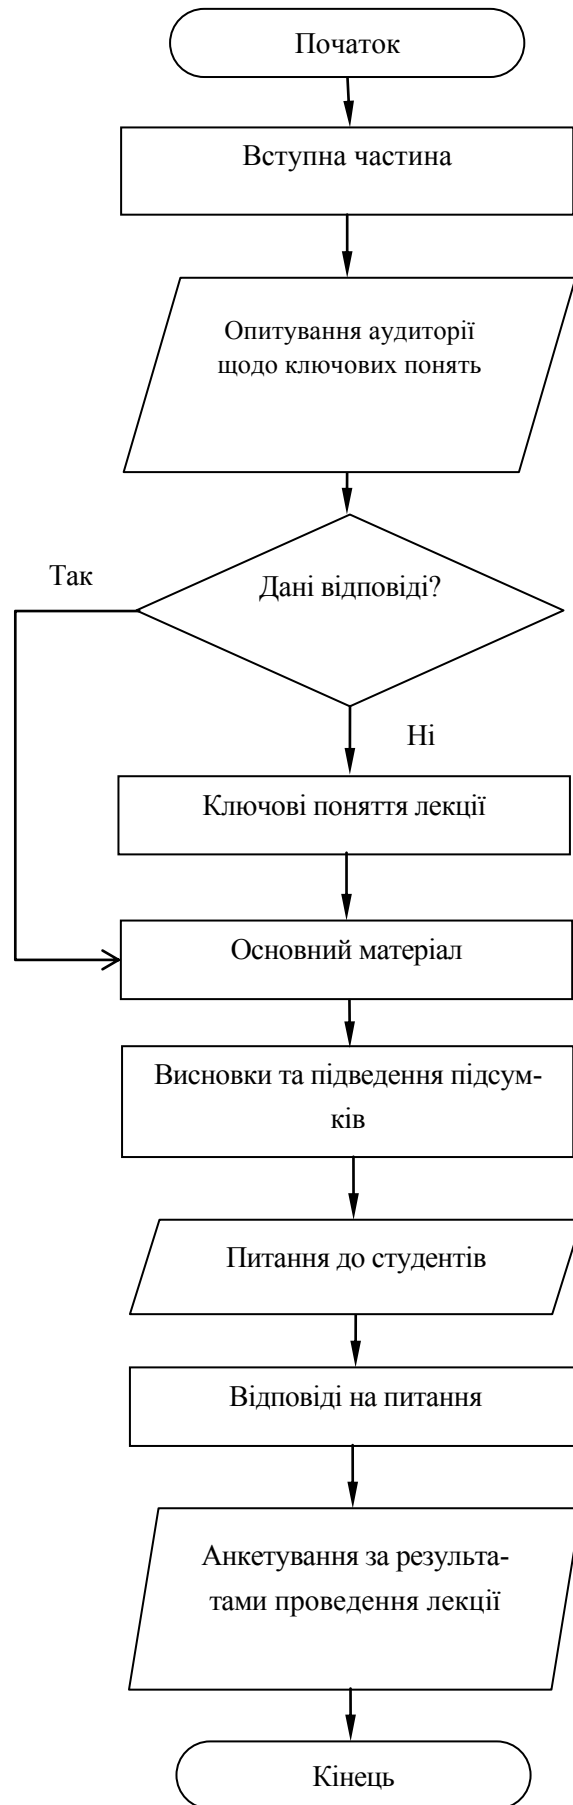 Початок
Вступна частина
Опитування аудиторії
щодо ключових понять
Так
Дані відповіді?
Ні
Ключові поняття лекції
Основний матеріал
Висновки та підведення підсум-
ків
Питання до студентів
Відповіді на питання
Анкетування за результа-
тами проведення лекції
Кінець